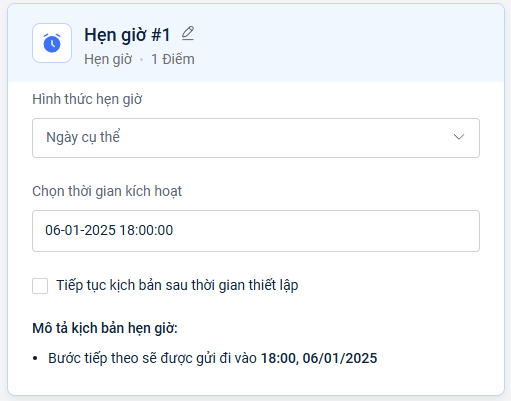 Hẹn giờ #1
Hẹn giờ • 1 Điểm
Hình thức hẹn giờ
Ngày cụ thể
Chọn thời gian kích hoạt
06-01-2025 18:00:00
Tiếp tục kịch bản sau thời gian thiết lập
Mô tả kịch bản hẹn giờ:
• Bước tiếp theo sẽ được gửi đi vào 18:00, 06/01/2025